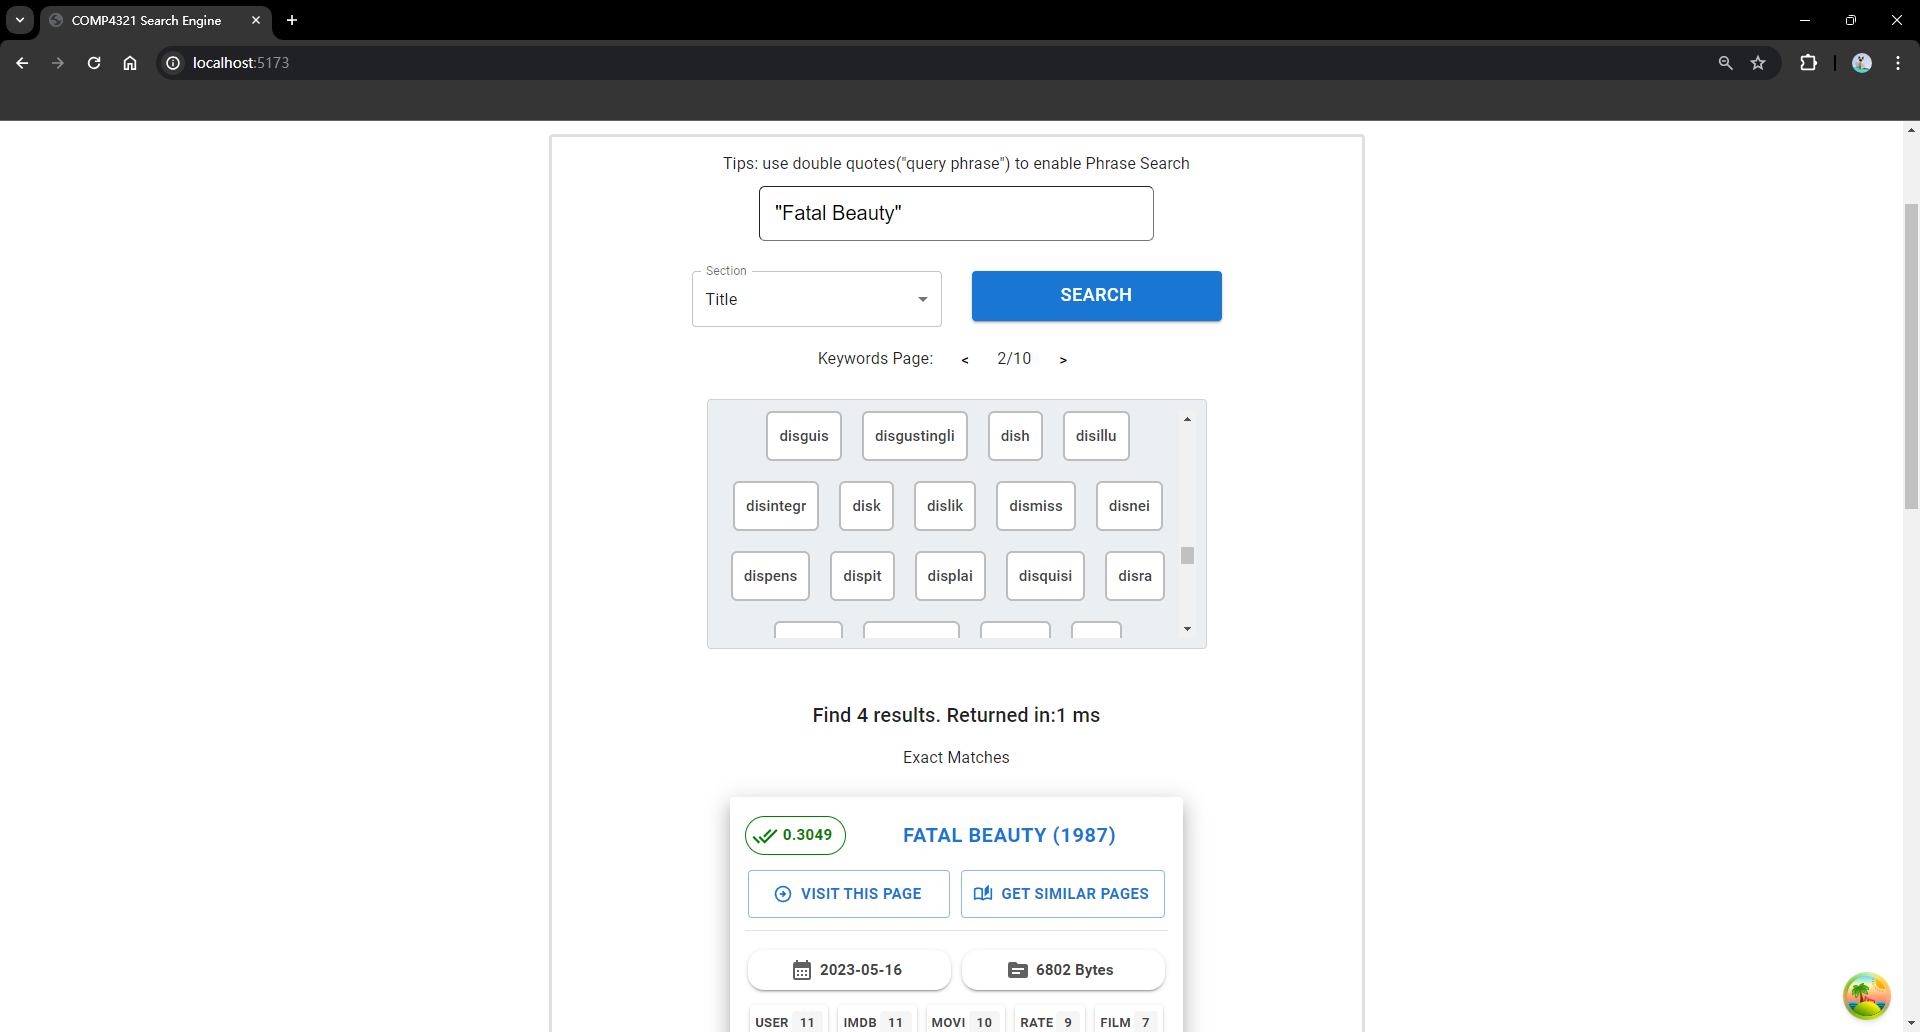 COMP4321 Search Engine
localhost:5173
Tips: use double quotes("query phrase") to enable Phrase Search
"Fatal Beauty"
Section
Title
SEARCH
Keywords Page: < 2/10 >
disguis disgustingli dish disillu
disintegr disk dislik dismiss disnei
dispens dispit displai disquisi disra
Find 4 results. Returned in:1 ms
Exact Matches
0.3049 FATAL BEAUTY (1987)
VISIT THIS PAGE GET SIMILAR PAGES
2023-05-16 6802 Bytes
USER 11 IMDB 11 MOVI 10 RATE 9 FILM 7